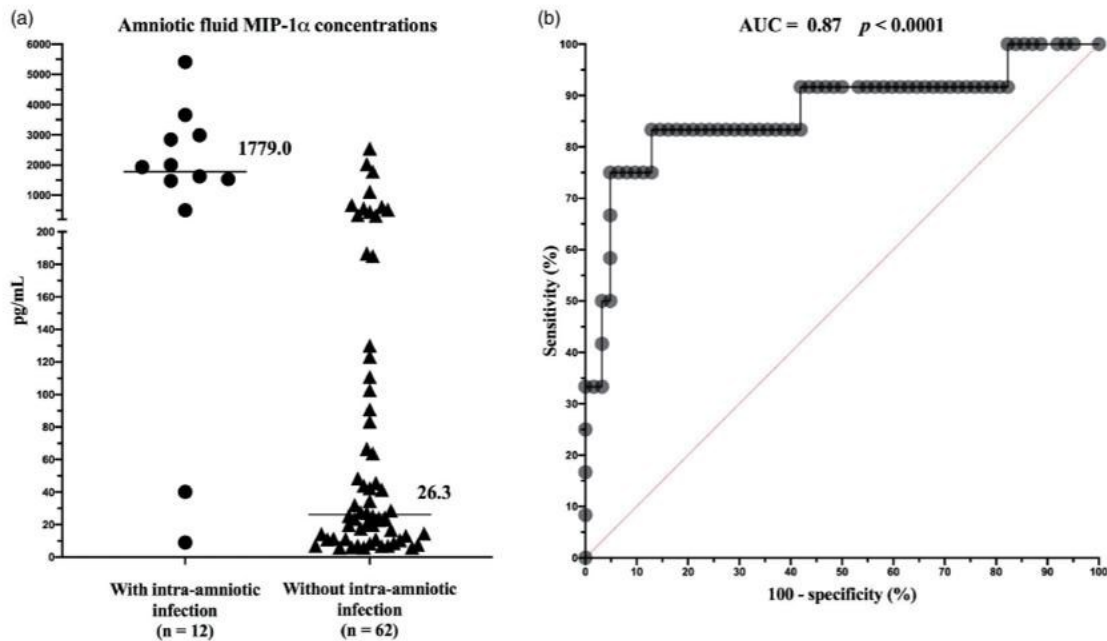 (a)
Amniotic fluid MIP-1α concentrations
6000
5000
4000
3000
2000
1000
200
180
160
140
120
100
80
60
40
20
0
pg/mL
1779.0
26.3
With intra-amniotic
infection
(n = 12)
Without intra-amniotic
infection
(n = 62)
(b)
AUC = 0.87 p < 0.0001
100
90
80
70
60
50
40
30
20
10
0
Sensitivity (%)
0 10 20 30 40 50 60 70 80 90 100
100 - specificity (%)